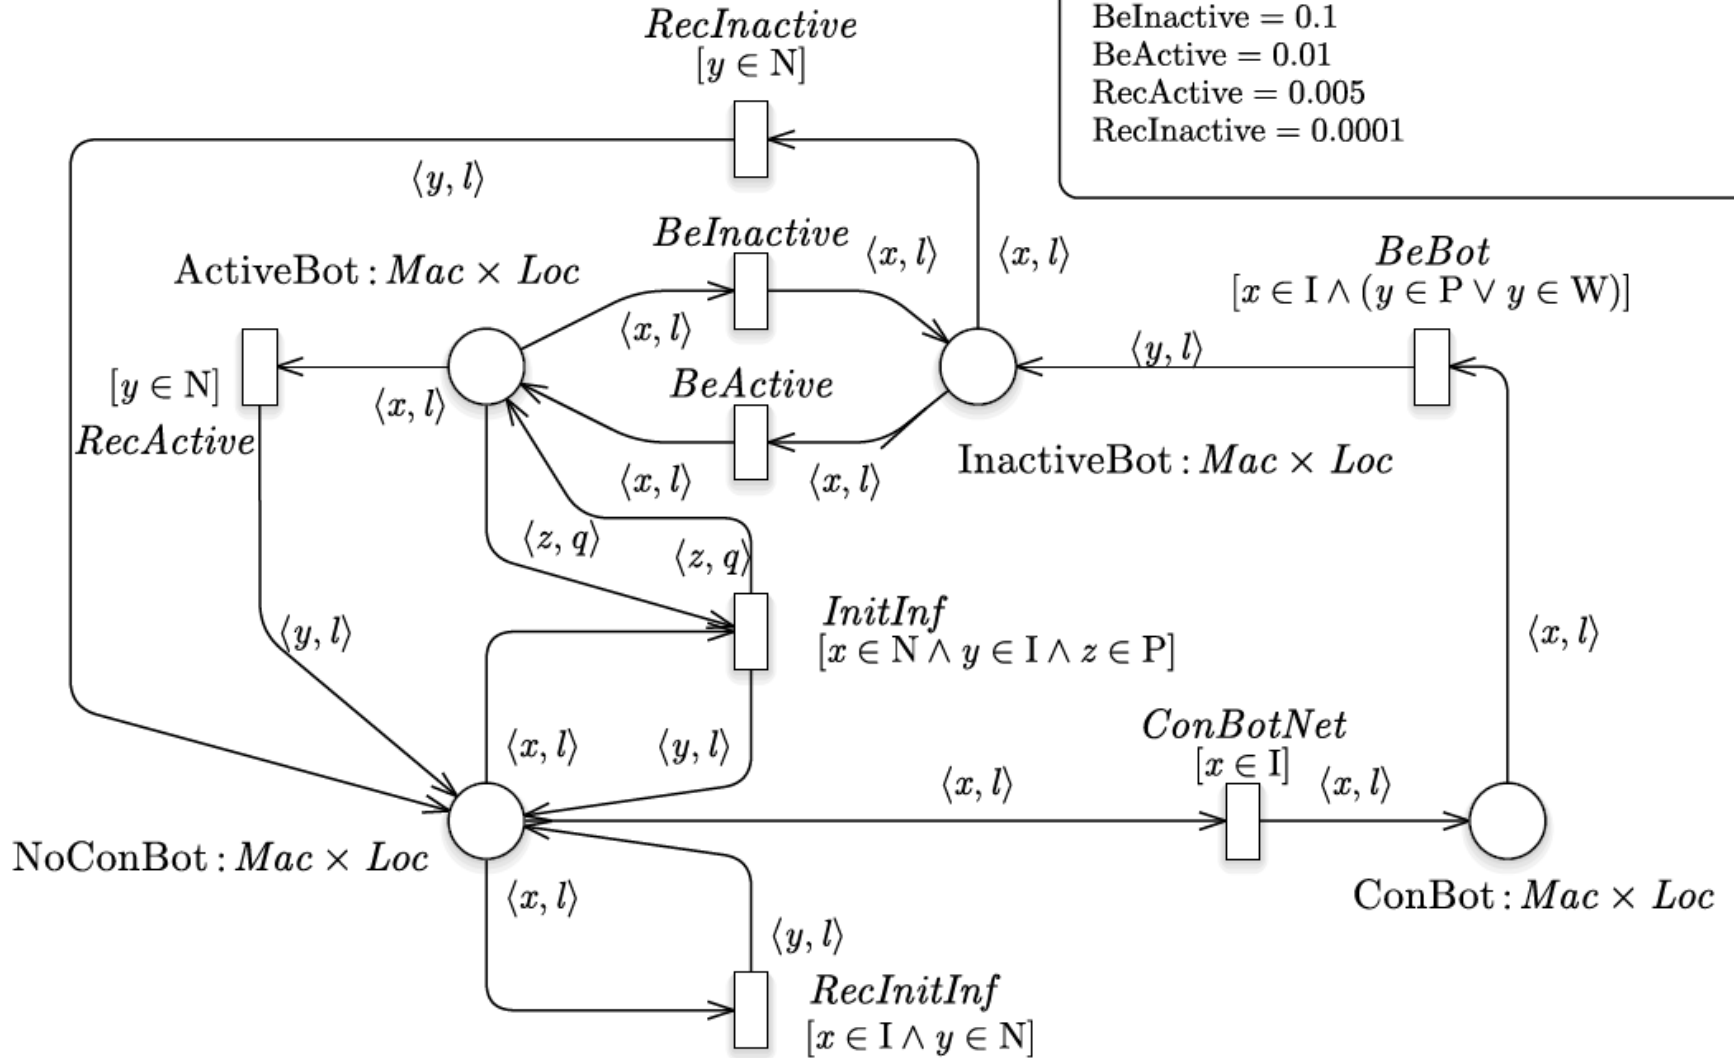 RecInactive
[y ∈ N]
BeInactive = 0.1
BeActive = 0.01
RecActive = 0.005
RecInactive = 0.0001
⟨y, l⟩
BeInactive
⟨x, l⟩
⟨x, l⟩
BeBot
[x ∈ I ∧ (y ∈ P ∨ y ∈ W)]
ActiveBot : Mac × Loc
⟨x, l⟩
⟨y, l⟩
[y ∈ N]
RecActive
⟨x, l⟩
BeActive
⟨x, l⟩
⟨x, l⟩
InactiveBot : Mac × Loc
⟨z, q⟩
⟨z, q⟩
⟨y, l⟩
InitInf
[x ∈ N ∧ y ∈ I ∧ z ∈ P]
⟨x, l⟩
⟨x, l⟩
⟨y, l⟩
ConBotNet
[x ∈ I]
⟨x, l⟩
⟨x, l⟩
NoConBot : Mac × Loc
ConBot : Mac × Loc
⟨x, l⟩
⟨y, l⟩
RecInitInf
[x ∈ I ∧ y ∈ N]